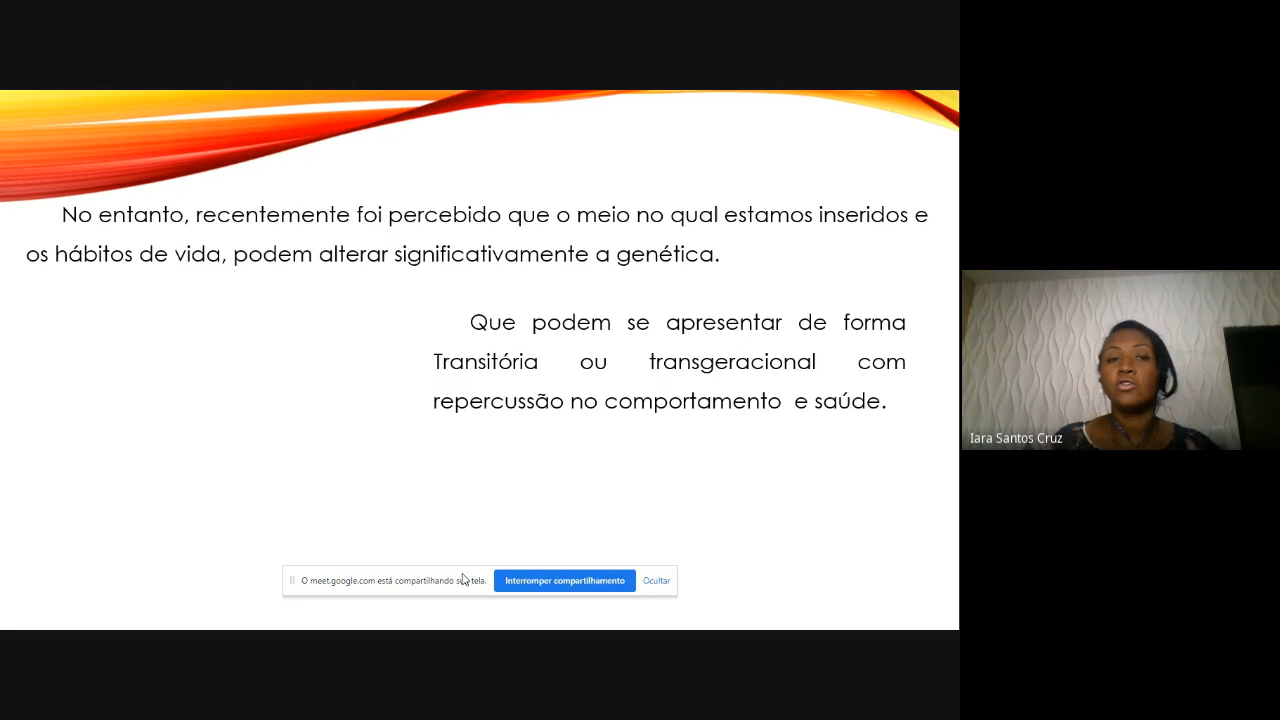 No entanto, recentemente foi percebido que o meio no qual estamos inseridos e
os hábitos de vida, podem alterar significativamente a genética.
Que podem se apresentar de forma
Transitória ou transgeracional com
repercussão no comportamento e saúde.
Iara Santos Cruz
O meet.google.com está compartilhando sua tela. Interromper compartilhamento Ocultar